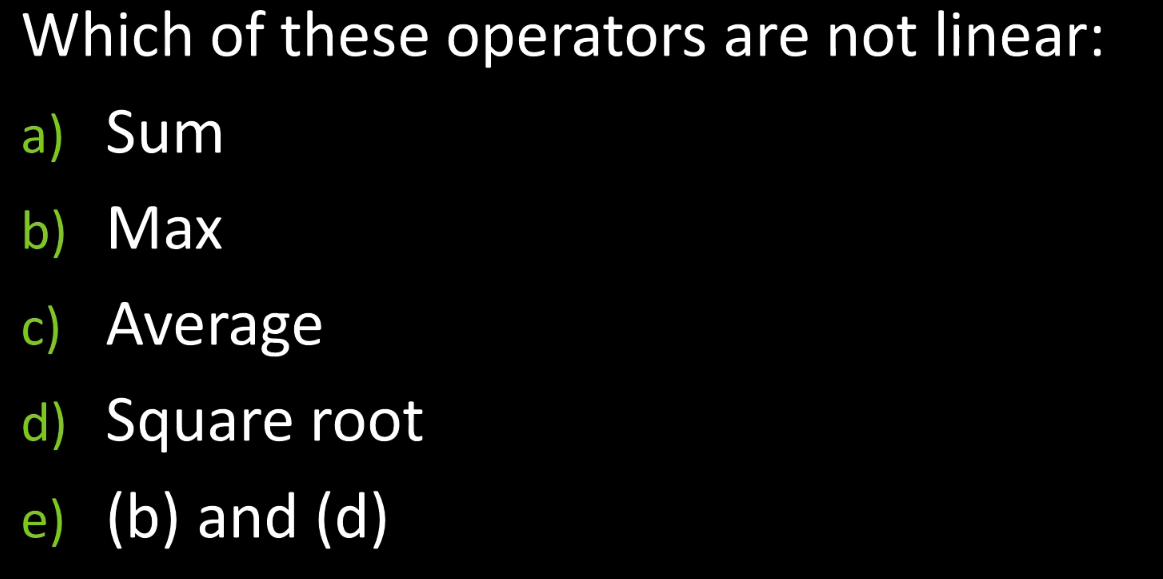 Which of these operators are not linear:
a) Sum
b) Max
c) Average
d) Square root
e) (b) and (d)